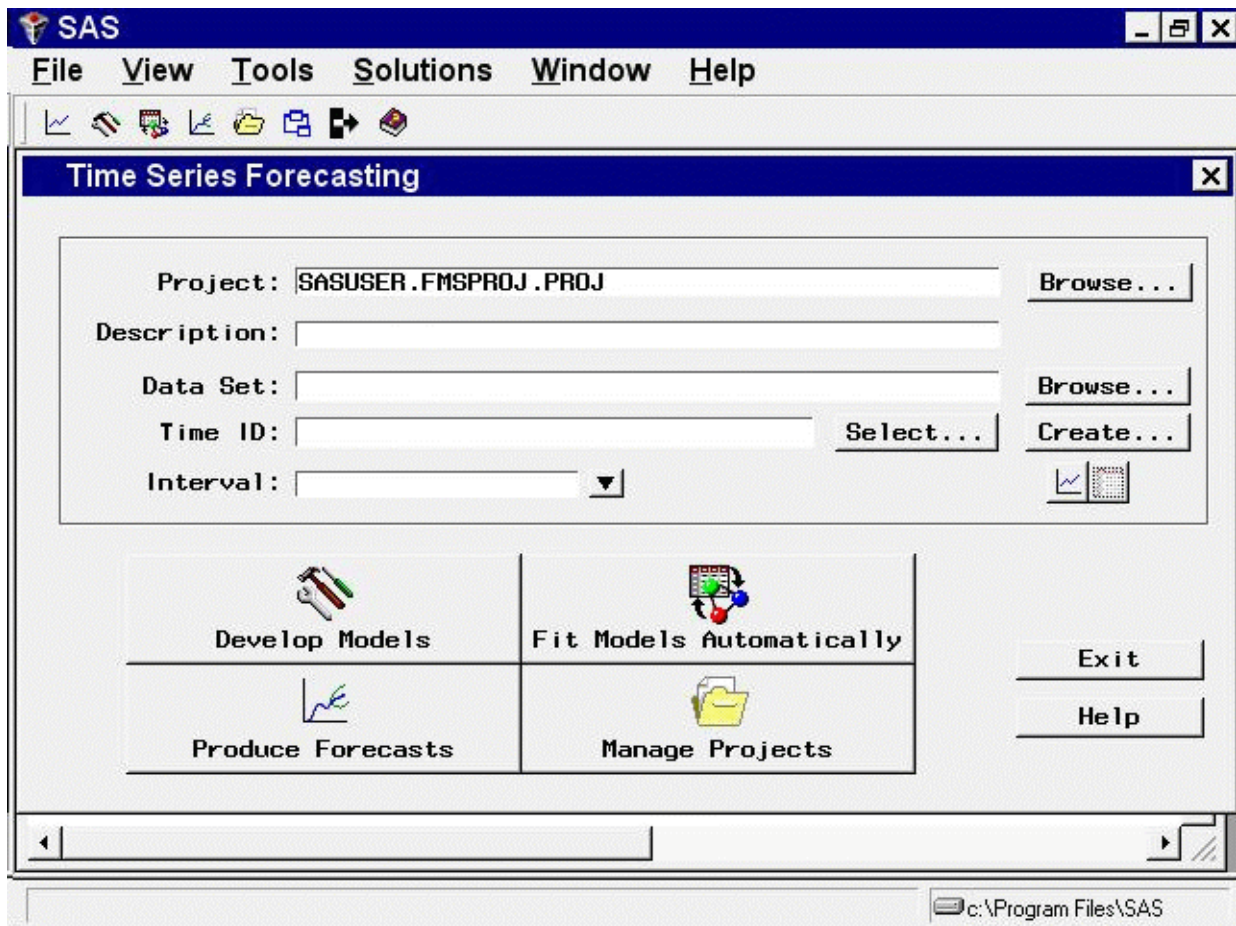 SAS
File View Tools Solutions Window Help
Time Series Forecasting
Project: SASUSER.FMSPROJ.PROJ Browse...
Description:
Data Set: Browse...
Time ID: Select... Create...
Interval:
Develop Models Fit Models Automatically
Exit
Produce Forecasts Manage Projects
Help
c:\Program Files\SAS